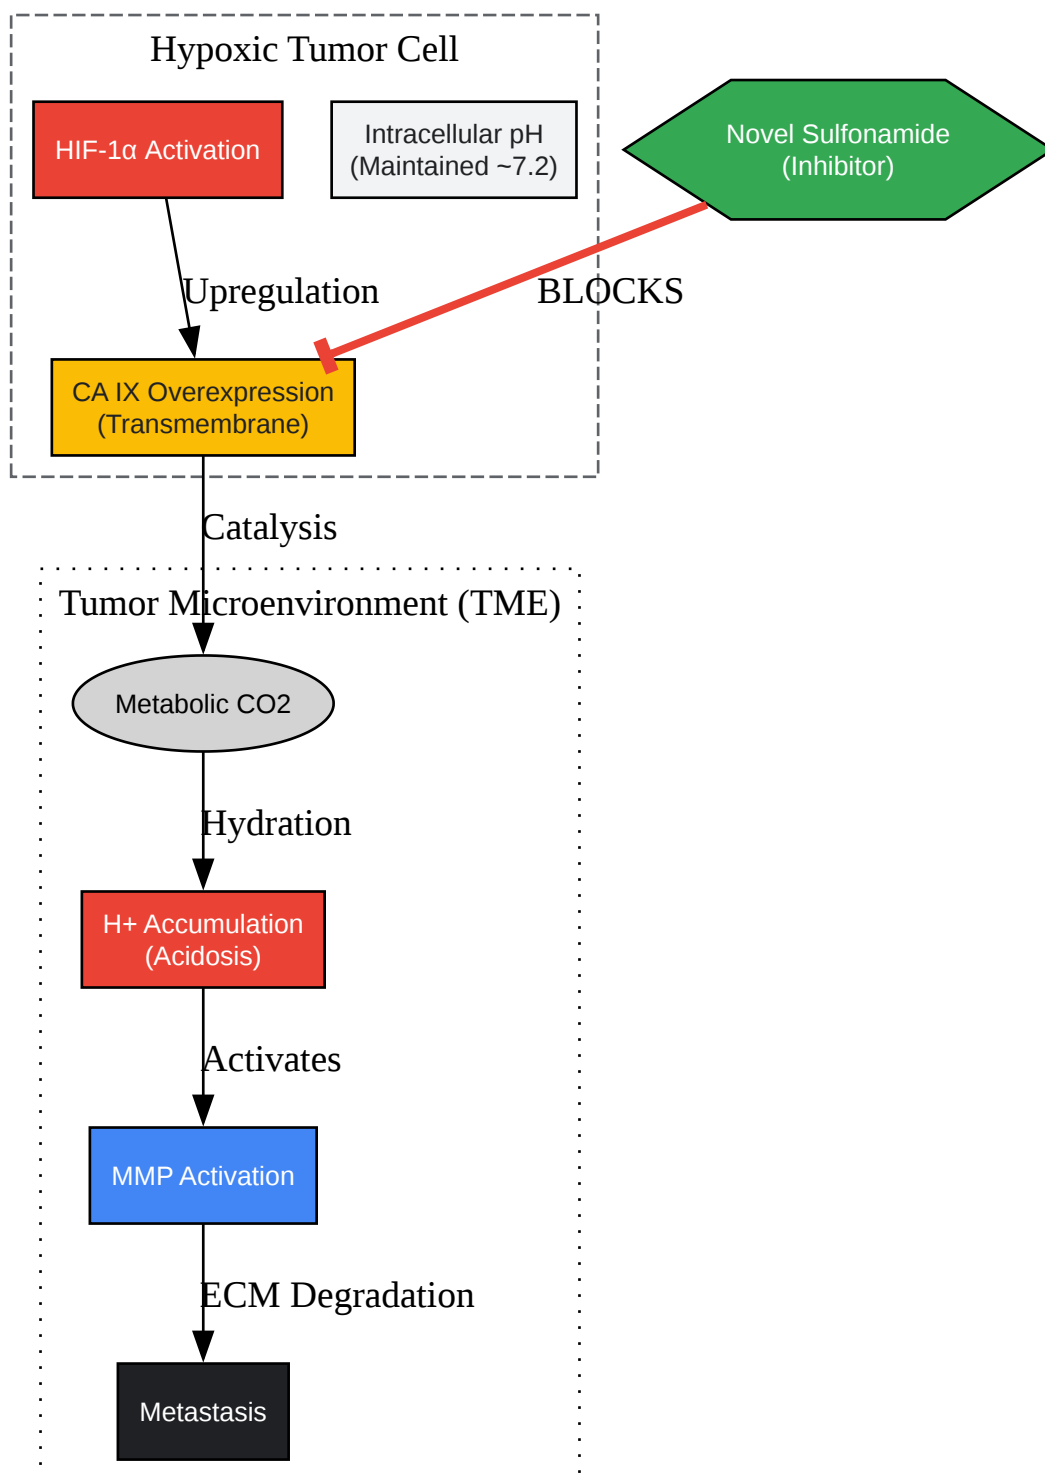 Hypoxic Tumor Cell
HIF-1α Activation
Intracellular pH
(Maintained ~7.2)
Novel Sulfonamide
(Inhibitor)
Upregulation
BLOCKS
CA IX Overexpression
(Transmembrane)
Catalysis
Tumor Microenvironment (TME)
Metabolic CO2
Hydration
H+ Accumulation
(Acidosis)
Activates
MMP Activation
ECM Degradation
Metastasis